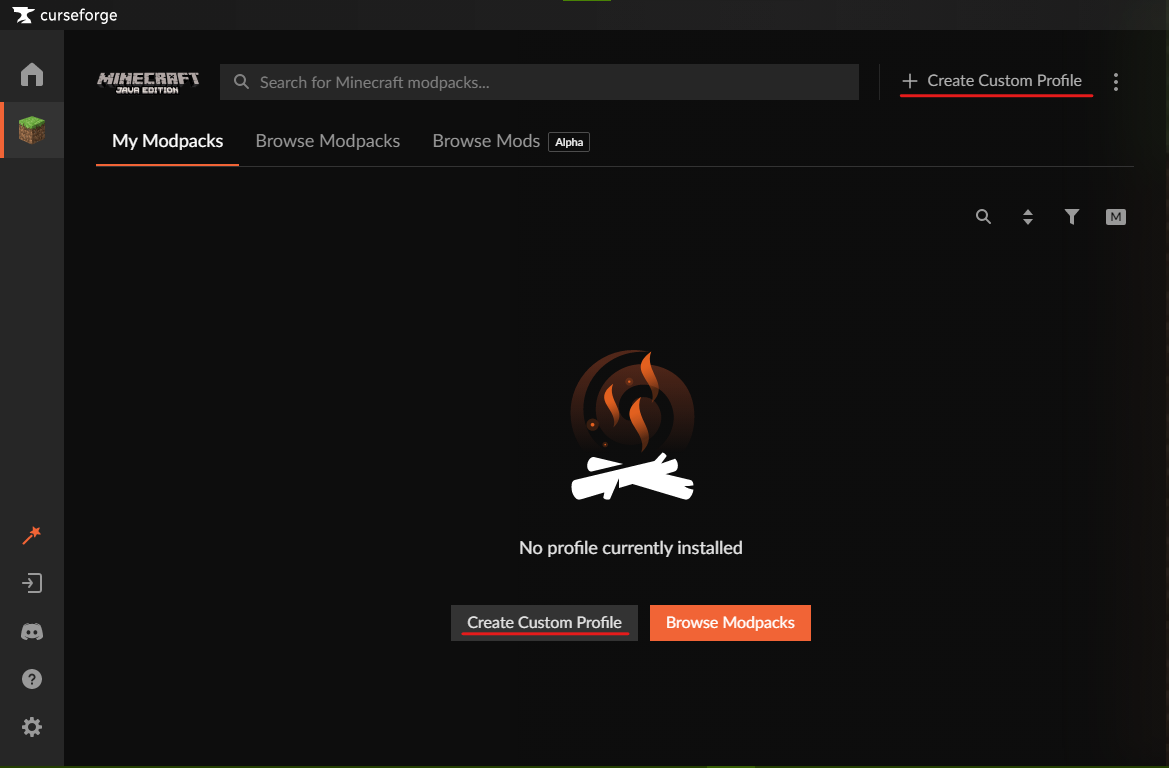 curseforge
MINECRAFT
JAVA EDITION
Search for Minecraft modpacks...
Create Custom Profile
My Modpacks
Browse Modpacks
Browse Mods
Alpha
M
No profile currently installed
Create Custom Profile
Browse Modpacks
?